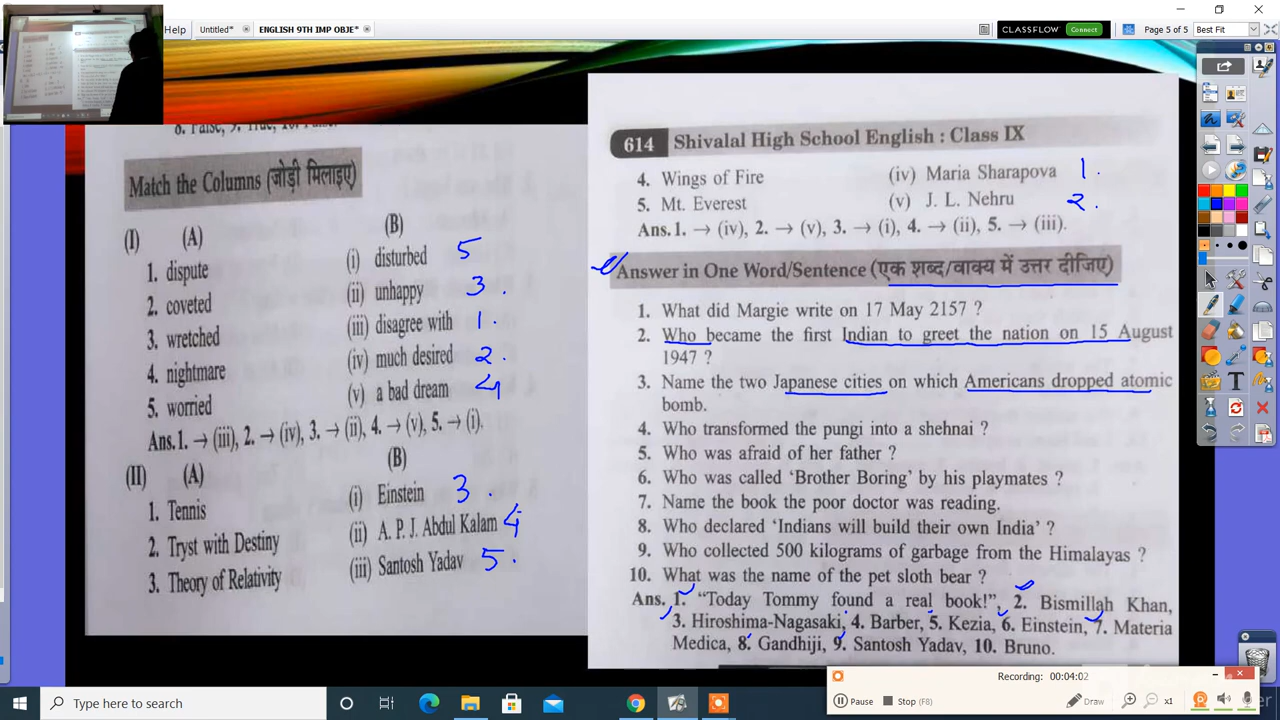 Help
Untitled*
ENGLISH 9TH IMP OBJE*
CLASSFLOW
Connect
Page 5 of 5
Best Fit
8. False, 9. True, 10. False.
Match the Columns (जोड़ी मिलाइए)
(I) (A) (B)
1. dispute (i) disturbed 5
2. coveted (ii) unhappy 3.
3. wretched (iii) disagree with 1.
4. nightmare (iv) much desired 2.
5. worried (v) a bad dream 4
Ans. 1. → (iii), 2. → (iv), 3. → (ii), 4. → (v), 5. → (i).
(II) (A) (B)
1. Tennis (i) Einstein 3.
2. Tryst with Destiny (ii) A. P. J. Abdul Kalam 4
3. Theory of Relativity (iii) Santosh Yadav 5.
614 Shivalal High School English : Class IX
4. Wings of Fire (iv) Maria Sharapova 1.
5. Mt. Everest (v) J. L. Nehru 2.
Ans. 1. → (iv), 2. → (v), 3. → (i), 4. → (ii), 5. → (iii).
Answer in One Word/Sentence (एक शब्द/वाक्य में उत्तर दीजिए)
1. What did Margie write on 17 May 2157 ?
2. Who became the first Indian to greet the nation on 15 August
1947 ?
3. Name the two Japanese cities on which Americans dropped atomic
bomb.
4. Who transformed the pungi into a shehnai ?
5. Who was afraid of her father ?
6. Who was called ‘Brother Boring’ by his playmates ?
7. Name the book the poor doctor was reading.
8. Who declared ‘Indians will build their own India’ ?
9. Who collected 500 kilograms of garbage from the Himalayas ?
10. What was the name of the pet sloth bear ?
Ans. 1. “Today Tommy found a real book!”, 2. Bismillah Khan,
3. Hiroshima-Nagasaki, 4. Barber, 5. Kezia, 6. Einstein, 7. Materia
Medica, 8. Gandhiji, 9. Santosh Yadav, 10. Bruno.
Recording: 00:04:02
Pause
Stop (F8)
Draw
x1
Type here to search